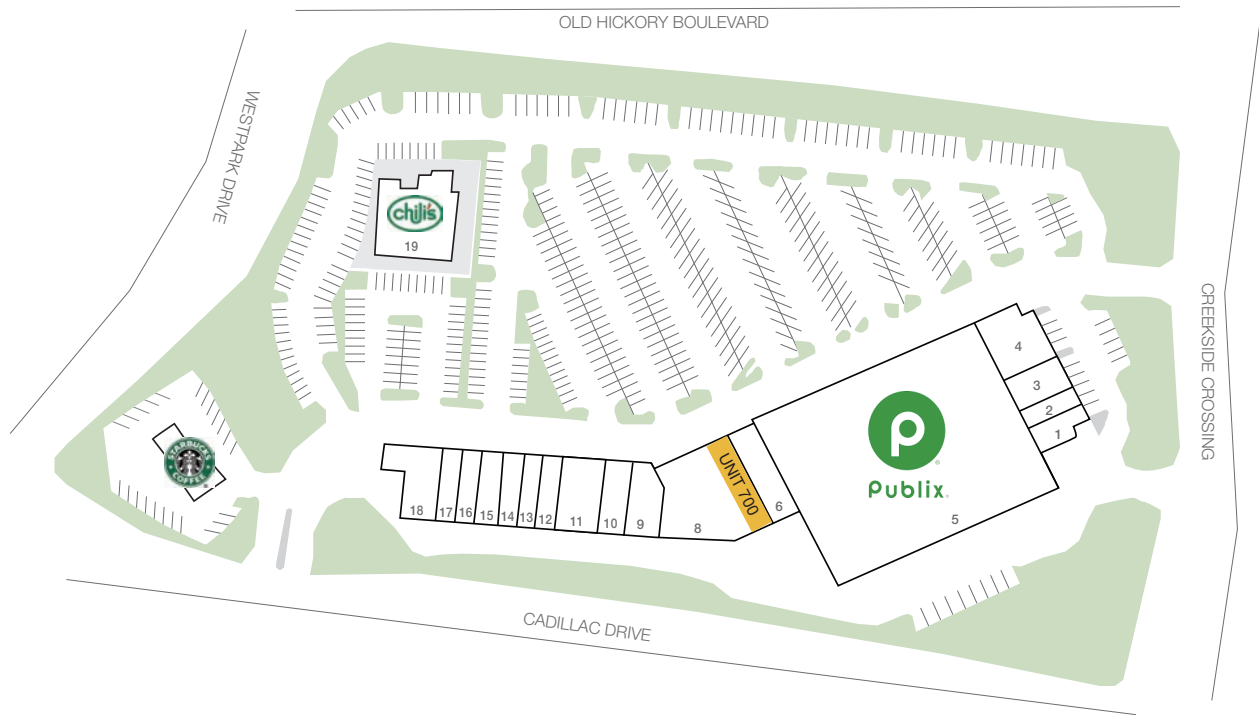 OLD HICKORY BOULEVARD
WESTPARK DRIVE
chili's
19
CREEKSIDE CROSSING
4
3
2
1
publix.
5
STARBUCKS
COFFEE
UNIT 700
6
8
9
10
11
12
13
14
15
16
17
18
CADILLAC DRIVE